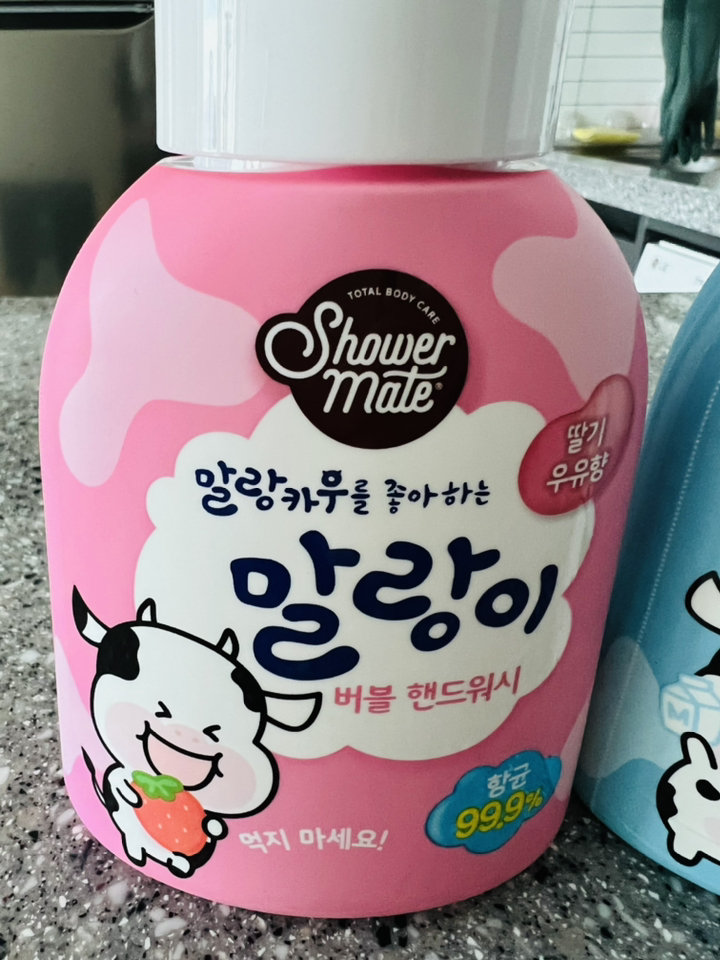 TOTAL BODY CARE
Shower
Mate®
딸기
우유향
말랑카우를 좋아하는
말랑이
버블 핸드워시
항균
99.9%
먹지 마세요!